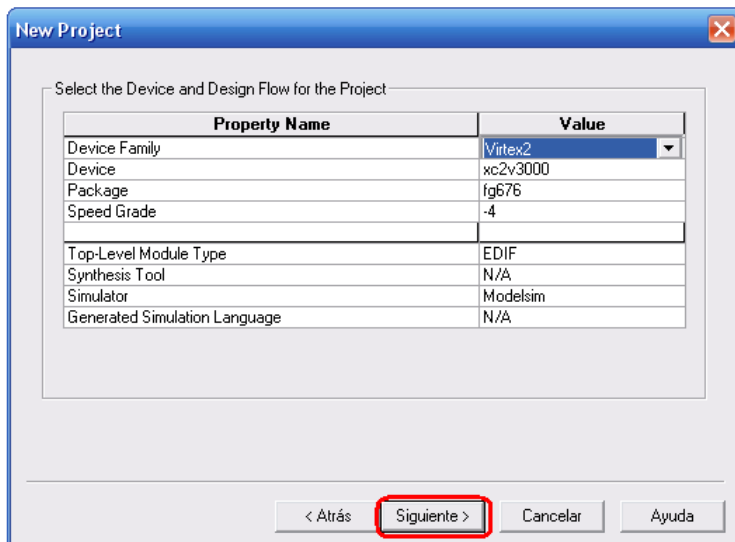 New Project
Select the Device and Design Flow for the Project
Property Name Value
Device Family Virtex2
Device xc2v3000
Package fg676
Speed Grade -4
Top-Level Module Type EDIF
Synthesis Tool N/A
Simulator Modelsim
Generated Simulation Language N/A
< Atrás Siguiente > Cancelar Ayuda